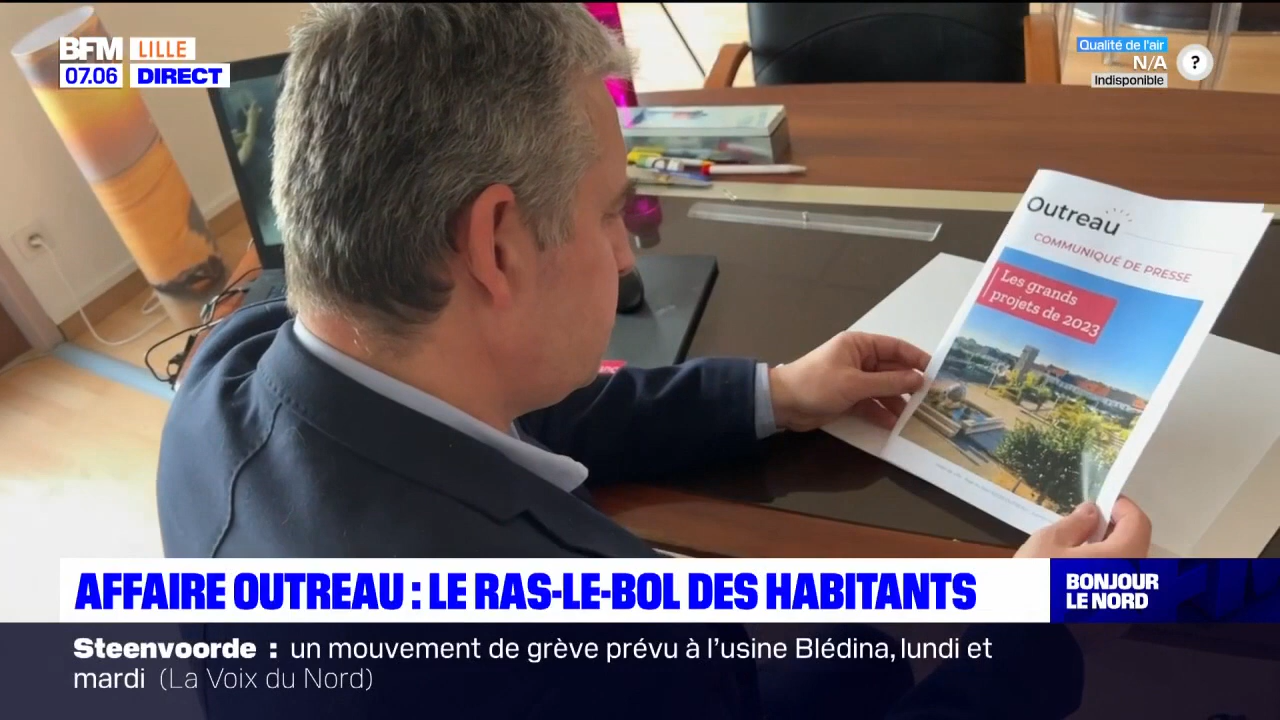 BFM LILLE
07.06 DIRECT
Qualité de l'air
N/A
Indisponible
?
Outreau
COMMUNIQUÉ DE PRESSE
Les grands
projets de 2023
AFFAIRE OUTREAU : LE RAS-LE-BOL DES HABITANTS
BONJOUR
LE NORD
Steenvoorde : un mouvement de grève prévu à l'usine Blédina, lundi et
mardi (La Voix du Nord)